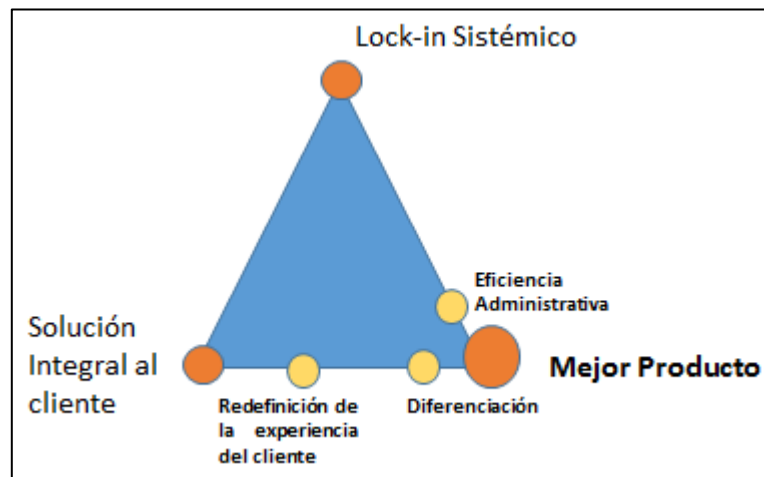 Lock-in Sistémico
Eficiencia
Administrativa
Solución
Integral al
cliente
Mejor Producto
Redefinición de
la experiencia
del cliente
Diferenciación